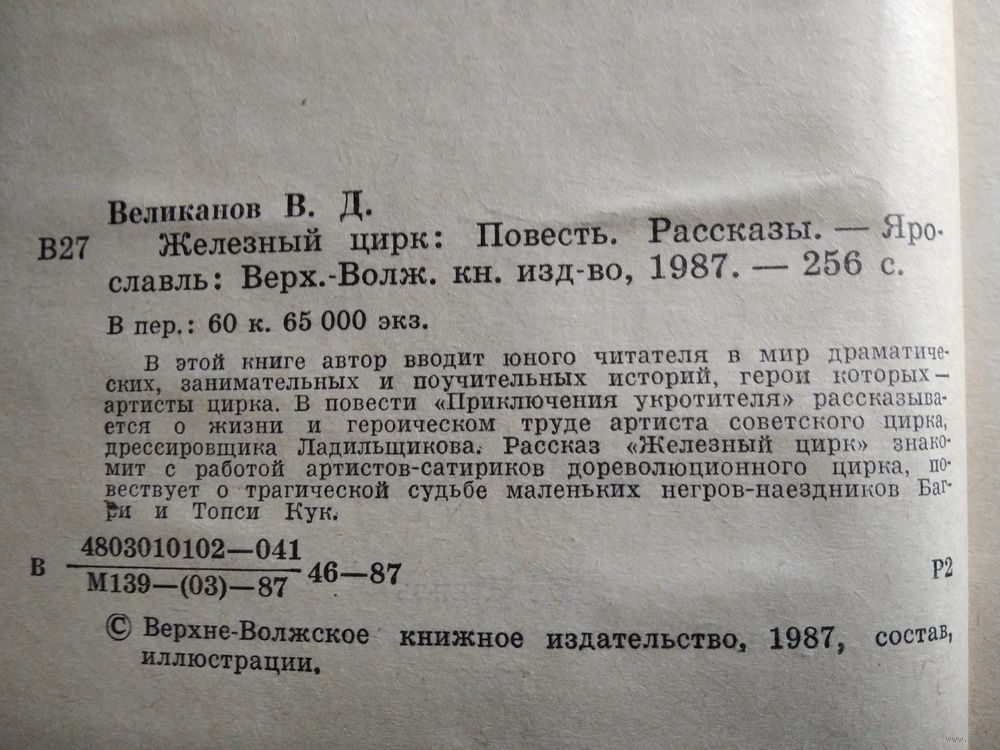 Великанов В. Д.
В27 Железный цирк: Повесть. Рассказы. — Яро-
славль: Верх.-Волж. кн. изд-во, 1987. — 256 с.
В пер.: 60 к. 65 000 экз.
В этой книге автор вводит юного читателя в мир драматиче-
ских, занимательных и поучительных историй, герои которых —
артисты цирка. В повести «Приключения укротителя» рассказыва-
ется о жизни и героическом труде артиста советского цирка,
дрессировщика Ладильщикова. Рассказ «Железный цирк» знако-
мит с работой артистов-сатириков дореволюционного цирка, по-
вествует о трагической судьбе маленьких негров-наездников Баг-
ри и Топси Кук.
4803010102—041
В 46—87 Р2
М139—(03)—87
© Верхне-Волжское книжное издательство, 1987, состав,
иллюстрации.